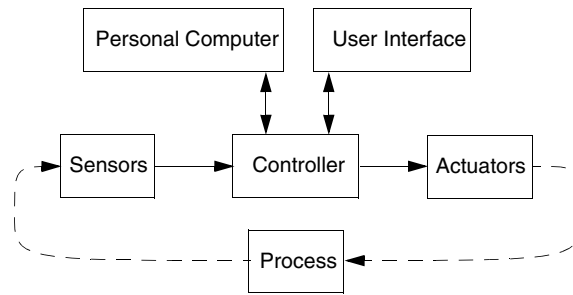 Personal Computer
User Interface
Sensors
Controller
Actuators
Process